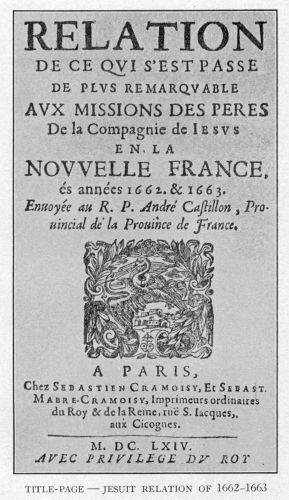 RELATION
DE CE QVI S'EST PASSE
DE PLVS REMARQVABLE
AVX MISSIONS DES PERES
De la Compagnie de IESVS
EN LA
NOVVELLE FRANCE,
és années 1662. & 1663.
Enuoyée au R. P. André Castillon, Pro-
uincial de la Prouince de France.
A PARIS,
Chez SEBASTIEN CRAMOISY, Et SEBAST.
MABRE-CRAMOISY, Imprimeurs ordinaires
du Roy & de la Reine, ruë S. Iacques,
aux Cicognes.
M. DC. LXIV.
AVEC PRIVILEGE DV ROY
TITLE-PAGE — JESUIT RELATION OF 1662–1663